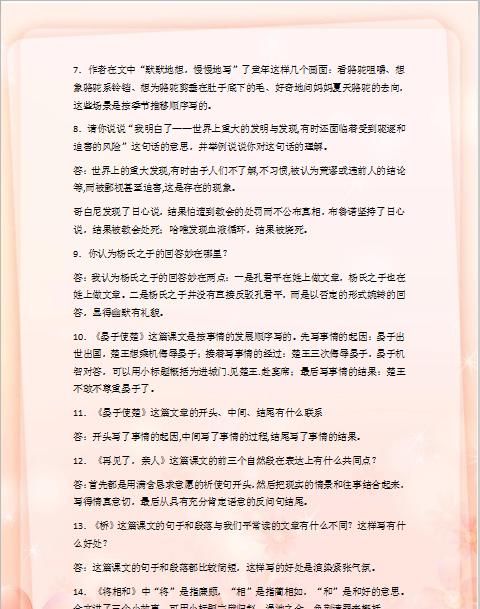 7．作者在文中“默默地想，慢慢地写”了童年这样几个画面：看骆驼咀嚼、想
象骆驼系铃铛、想为骆驼剪垂在肚子底下的毛、好奇地问妈妈夏天骆驼的去向，
这些场景是按季节推移顺序写的。
8．请你说说“我明白了一一世界上重大的发明与发现,有时还面临着受到驱逐和
迫害的风险”这句话的意思，并举例说说你对这句话的理解。
答：世界上的重大发现,有时由于人们不了解,不习惯,被认为荒谬或违前人的结论
等,而被鄙视甚至迫害,这是存在的现象。
哥白尼发现了日心说，结果怕遭到教会的处罚而不公布真相，布鲁诺坚持了日心
说，结果被教会处死；哈唯发现血液循环，结果被烧死。
9．你认为杨氏之子的回答妙在哪里？
答：我认为杨氏之子的回答妙在两点：一是孔君平在姓上做文章，杨氏子也在
姓上做文章。二是杨氏子并没有直接反驳孔君平，而是以否定的形式婉转的回
答，显得幽默有礼貌。
10．《晏子使楚》这篇课文是按事情的发展顺序写的。先写事情的起因：晏子出
世出国，楚王想乘机侮辱晏子；接着写事情的经过：楚王三次侮辱晏子，晏子机
智对答，可以用小标题概括为进城门.见楚王.赴宴席；最后写事情的结果：楚王
不敢不尊重晏子了。
11．《晏子使楚》这篇文章的开头、中间、结尾有什么联系
答：开头写了事情的起因,中间写了事情的过程,结尾写了事情的结果。
12．《再见了，亲人》这篇课文的前三个自然段在表达上有什么共同点？
答：首先都是用满含恳求意愿的祈使句开头,然后把现实的情景和往事结合起来，
写得情真意切，最后从具有充分肯定语意的反问句结尾。
13．《桥》这篇课文的句子和段落与我们平常读的文章有什么不同？这样写有什
么好处？
答：这篇课文的句子和段落都比较简短，这样写的好处是渲染紧张气氛。
14．《将相和》中“将”是指廉颇，“相”是指蔺相如，“和”是和好的意思。
全文讲了三个小故事，可用小标题